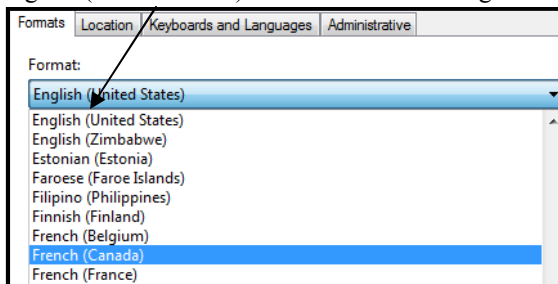 Formats Location Keyboards and Languages Administrative
Format:
English (United States)
English (United States)
English (Zimbabwe)
Estonian (Estonia)
Faroese (Faroe Islands)
Filipino (Philippines)
Finnish (Finland)
French (Belgium)
French (Canada)
French (France)